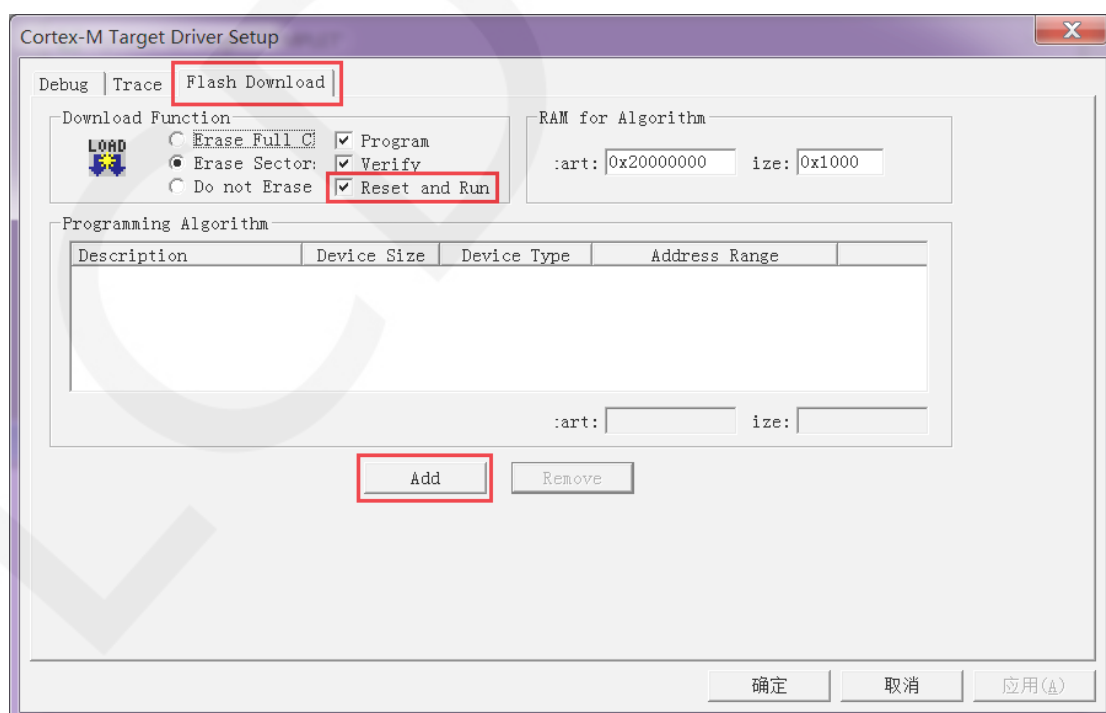 Cortex-M Target Driver Setup
Debug Trace Flash Download
Download Function
LOAD
Erase Full C
Program
Erase Sector:
Verify
Do not Erase
Reset and Run
RAM for Algorithm
:art: 0x20000000 ize: 0x1000
Programming Algorithm
Description Device Size Device Type Address Range
:art: ize:
Add Remove
确定 取消 应用(A)